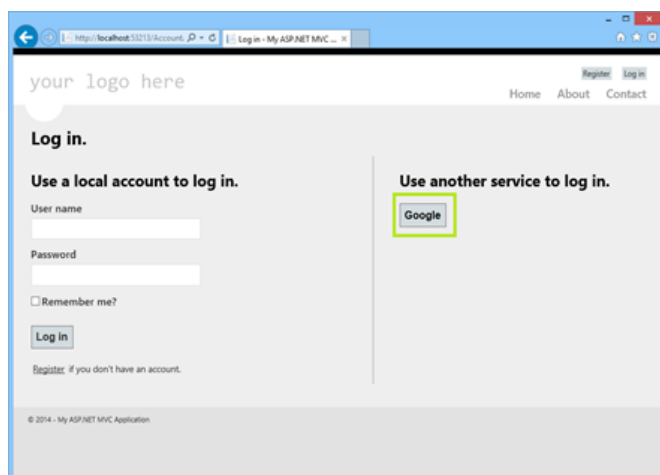 http://localhost:53213/Account
Log in - My ASP.NET MVC ...
your logo here
Register Log in
Home About Contact
Log in.
Use a local account to log in.
User name
Password
Remember me?
Log in
Register if you don't have an account.
Use another service to log in.
Google
© 2014 - My ASP.NET MVC Application